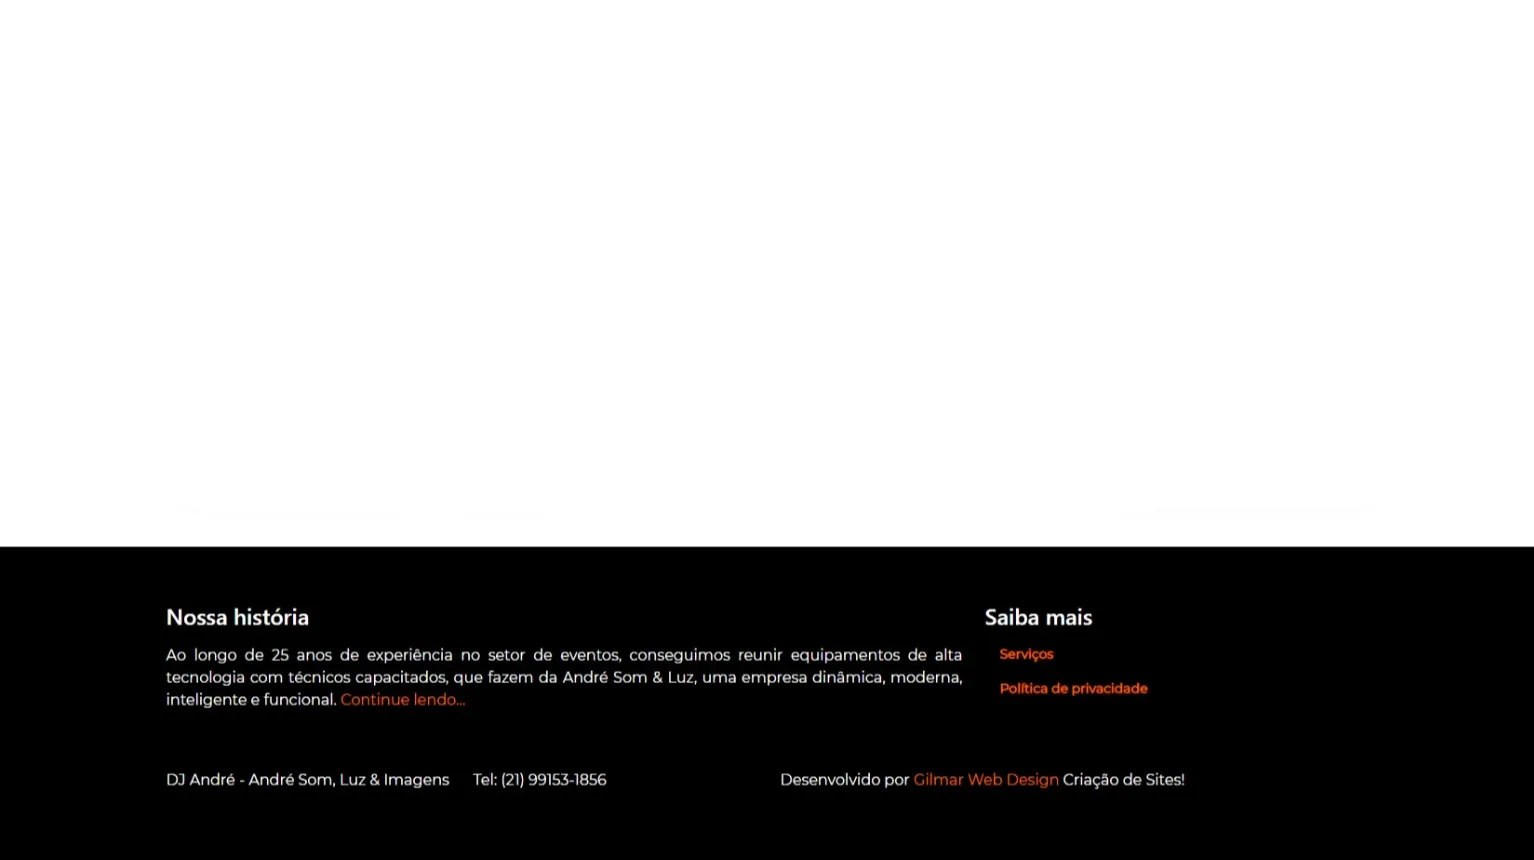 Nossa história
Ao longo de 25 anos de experiência no setor de eventos, conseguimos reunir equipamentos de alta
tecnologia com técnicos capacitados, que fazem da André Som & Luz, uma empresa dinâmica, moderna,
inteligente e funcional. Continue lendo...
Saiba mais
Serviços
Política de privacidade
DJ André - André Som, Luz & Imagens Tel: (21) 99153-1856
Desenvolvido por Gilmar Web Design Criação de Sites!